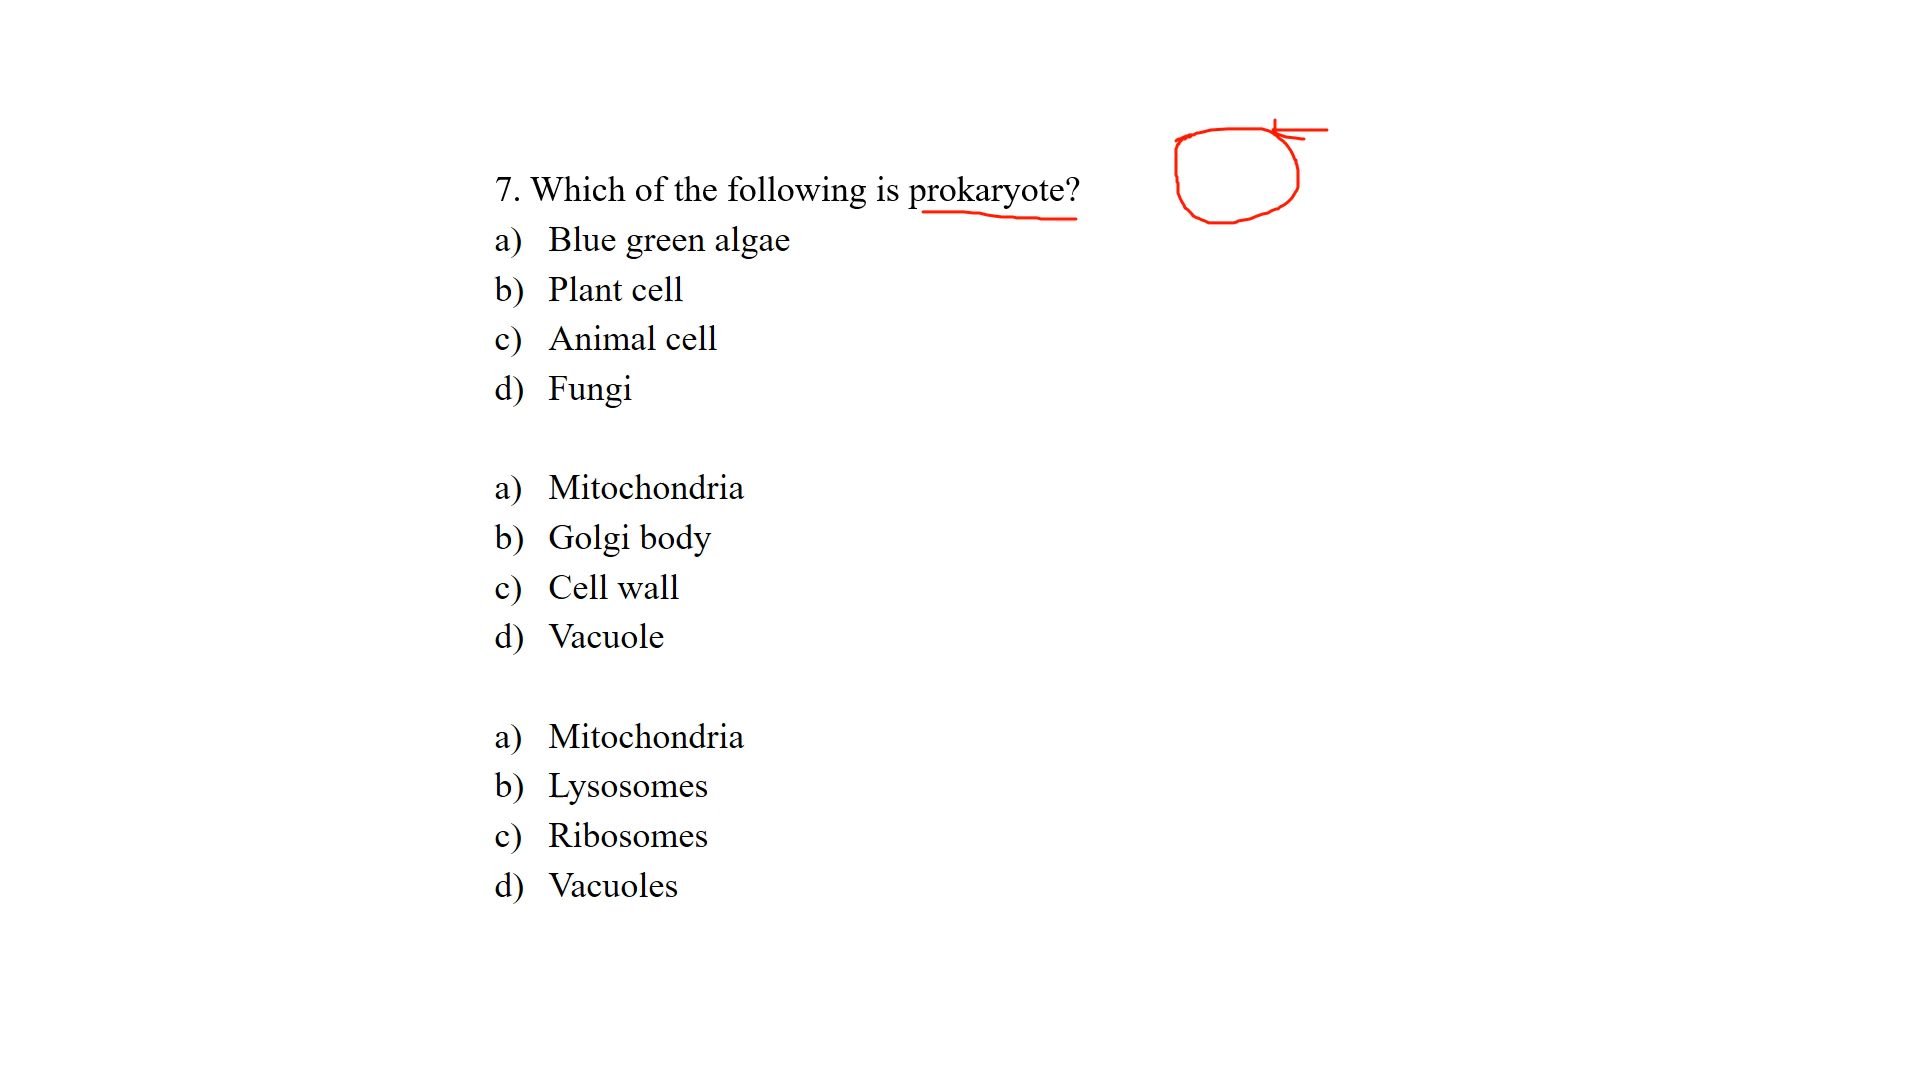 7. Which of the following is prokaryote?
a) Blue green algae
b) Plant cell
c) Animal cell
d) Fungi
a) Mitochondria
b) Golgi body
c) Cell wall
d) Vacuole
a) Mitochondria
b) Lysosomes
c) Ribosomes
d) Vacuoles